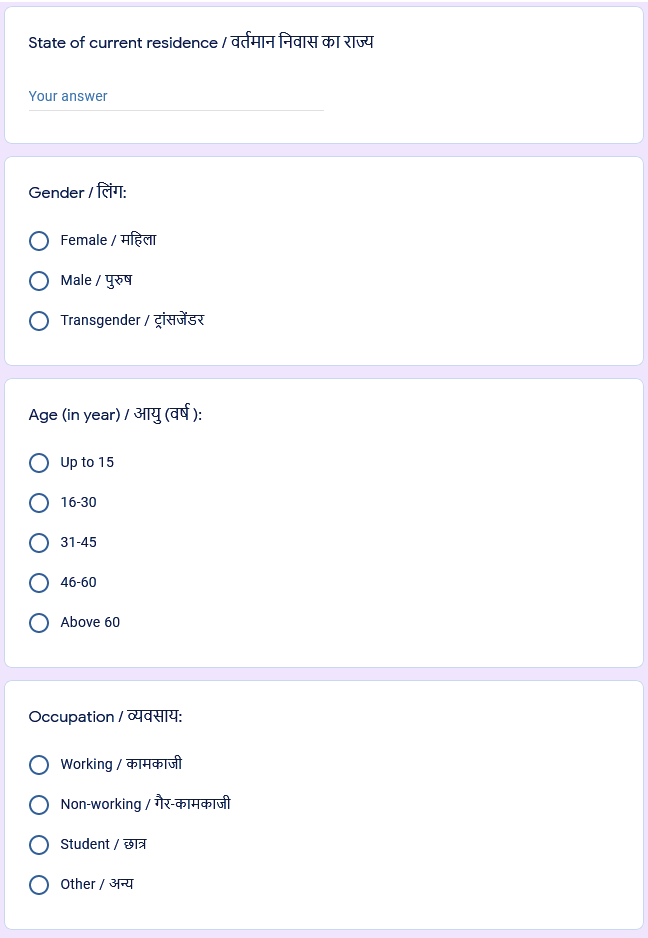 State of current residence / वर्तमान निवास का राज्य
Your answer
Gender / लिंग:
Female / महिला
Male / पुरुष
Transgender / ट्रांसजेंडर
Age (in year) / आयु (वर्ष ):
Up to 15
16-30
31-45
46-60
Above 60
Occupation / व्यवसाय:
Working / कामकाजी
Non-working / गैर-कामकाजी
Student / छात्र
Other / अन्य